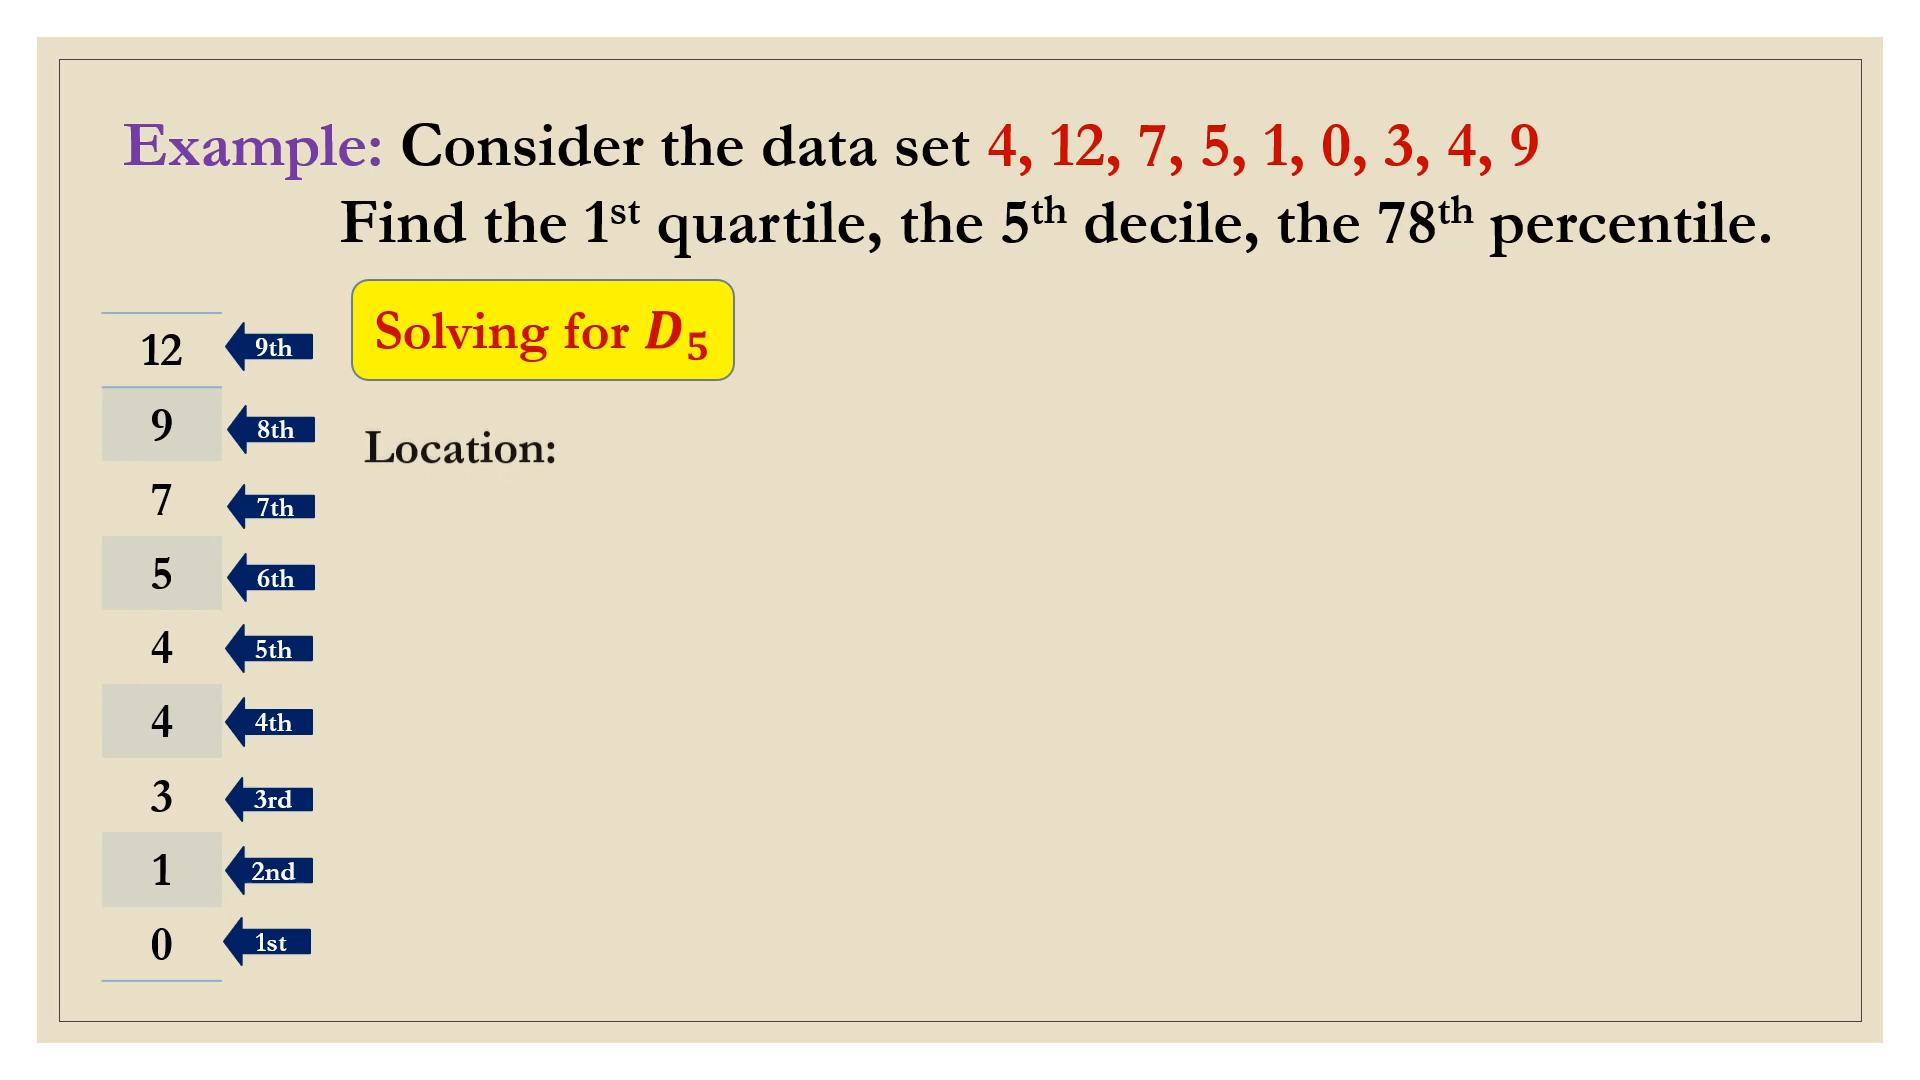 Example: Consider the data set 4, 12, 7, 5, 1, 0, 3, 4, 9
Find the 1st quartile, the 5th decile, the 78th percentile.
Solving for D5
Location:
12 9th
9 8th
7 7th
5 6th
4 5th
4 4th
3 3rd
1 2nd
0 1st